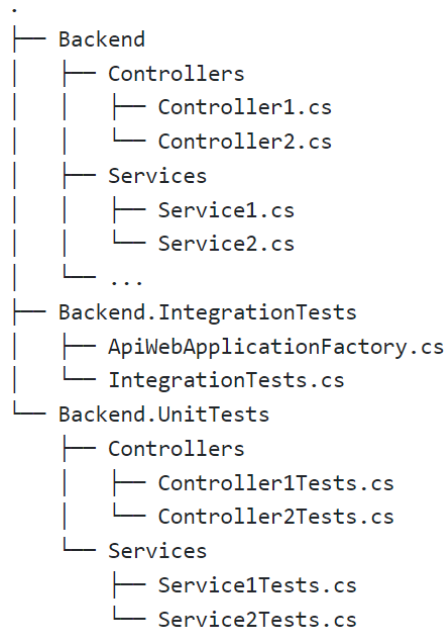 .
├── Backend
│   ├── Controllers
│   │   ├── Controller1.cs
│   │   └── Controller2.cs
│   ├── Services
│   │   ├── Service1.cs
│   │   └── Service2.cs
│   └── ...
├── Backend.IntegrationTests
│   ├── ApiWebApplicationFactory.cs
│   └── IntegrationTests.cs
└── Backend.UnitTests
    ├── Controllers
    │   ├── Controller1Tests.cs
    │   └── Controller2Tests.cs
    └── Services
        ├── Service1Tests.cs
        └── Service2Tests.cs